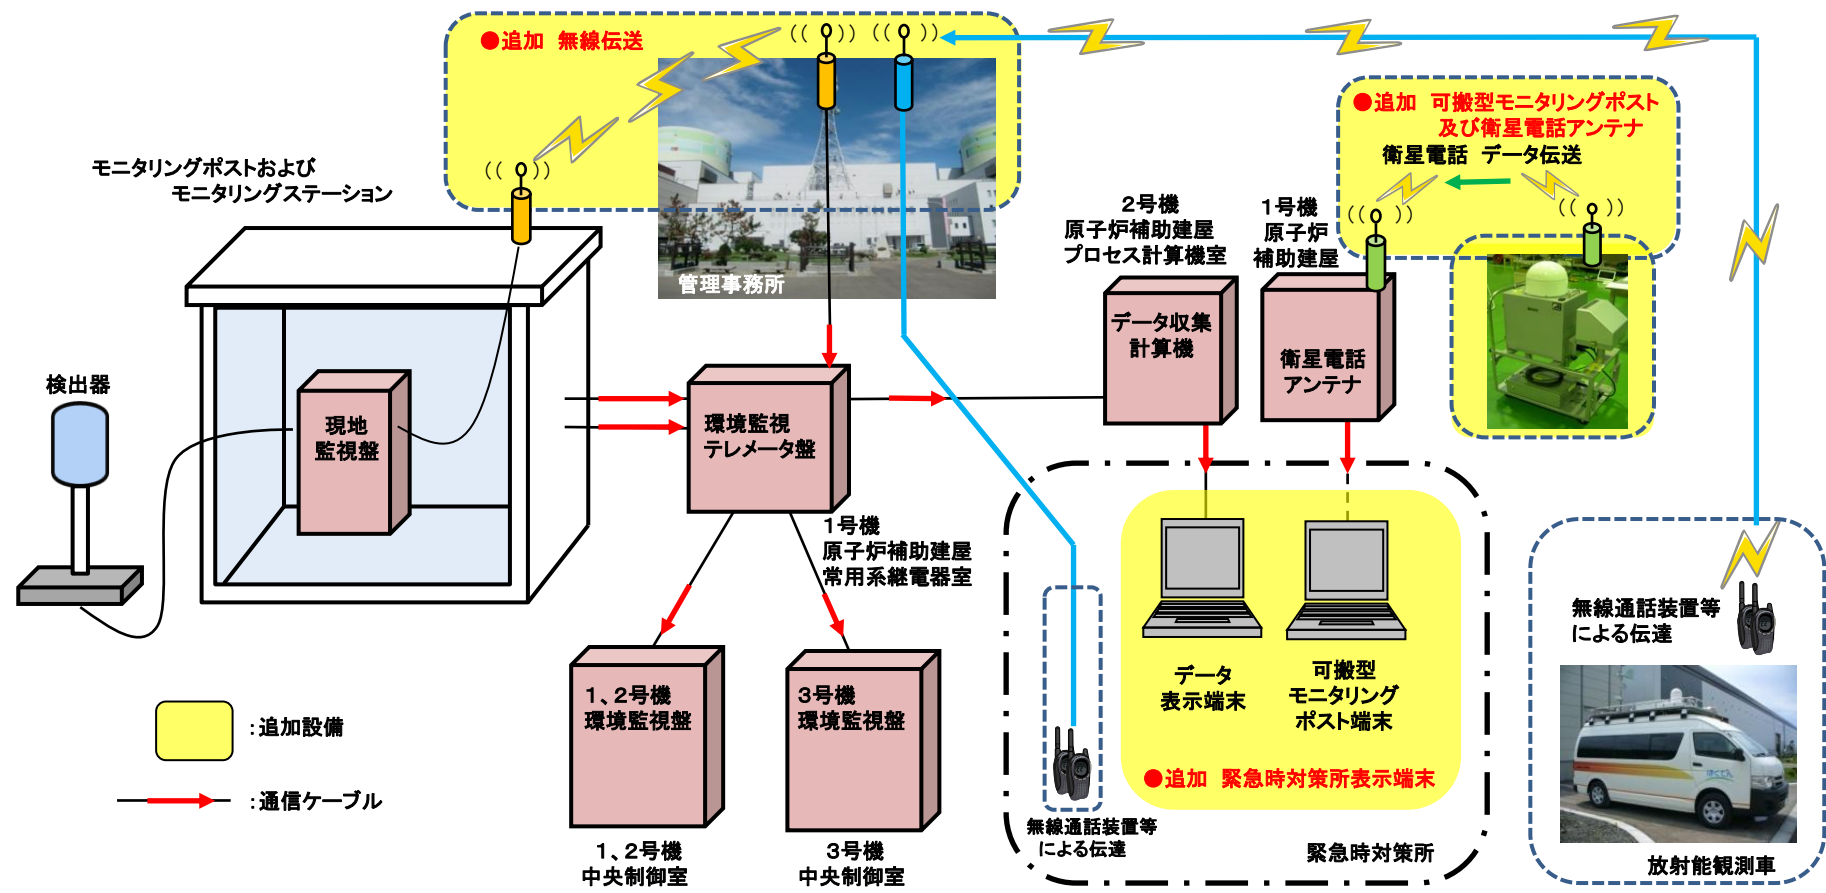 ●追加　無線伝送
モニタリングポストおよび
モニタリングステーション
管理事務所
●追加　可搬型モニタリングポスト
及び衛星電話アンテナ
衛星電話　データ伝送
2号機
原子炉補助建屋
プロセス計算機室
1号機
原子炉
補助建屋
データ収集
計算機
衛星電話
アンテナ
検出器
現地
監視盤
環境監視
テレメータ盤
1号機
原子炉補助建屋
常用系継電器室
1、2号機
環境監視盤
3号機
環境監視盤
1、2号機
中央制御室
3号機
中央制御室
データ
表示端末
可搬型
モニタリング
ポスト端末
●追加　緊急時対策所表示端末
無線通話装置等
による伝達
緊急時対策所
無線通話装置等
による伝達
ほくでん
放射能観測車
：追加設備
：通信ケーブル